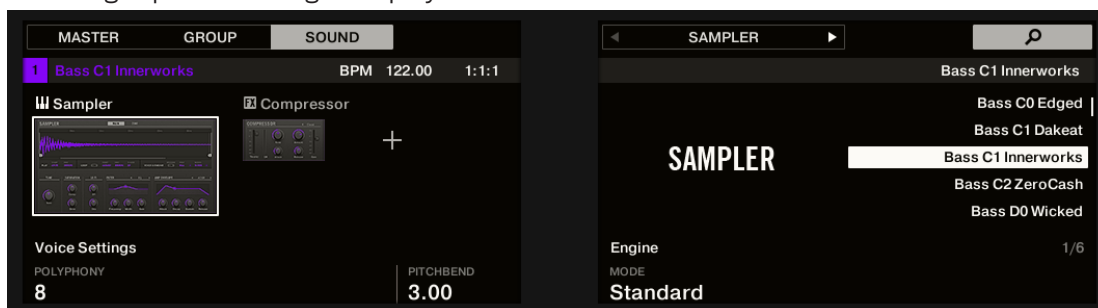 MASTER GROUP SOUND
1 Bass C1 Innerworks BPM 122.00 1:1:1
Sampler FX Compressor
Voice Settings
POLYPHONY PITCHBEND
8 3.00
SAMPLER
Bass C1 Innerworks
Bass C0 Edged
Bass C1 Dakeat
SAMPLER Bass C1 Innerworks
Bass C2 ZeroCash
Bass D0 Wicked
Engine 1/6
MODE
Standard